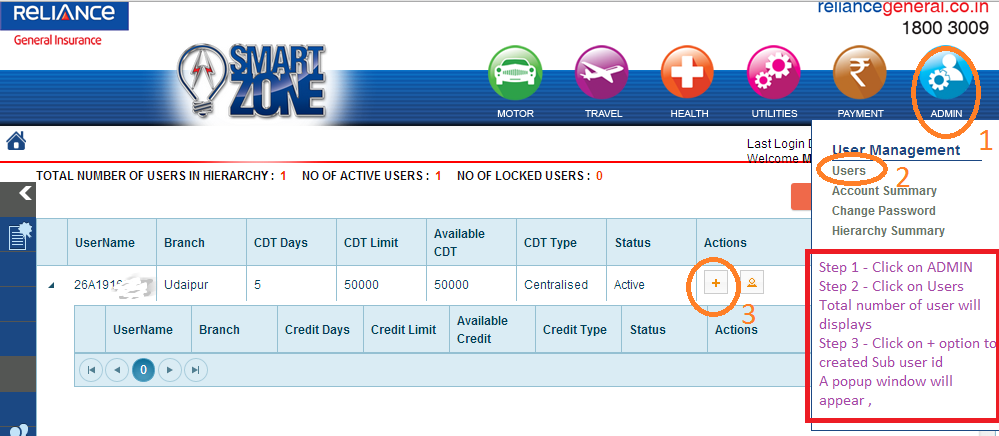 RELIANCE
General Insurance
reliancegeneral.co.in
1800 3009
SMART
ZONE
MOTOR
TRAVEL
HEALTH
UTILITIES
PAYMENT
ADMIN
1
Last Login D
Welcome M
User Management
Users
2
Account Summary
Change Password
Hierarchy Summary
TOTAL NUMBER OF USERS IN HIERARCHY : 1 NO OF ACTIVE USERS : 1 NO OF LOCKED USERS : 0
UserName Branch CDT Days CDT Limit Available CDT CDT Type Status Actions
Udaipur 5 50000 50000 Centralised Active +
3
UserName Branch Credit Days Credit Limit Available Credit Credit Type Status Actions
0
Step 1 - Click on ADMIN
Step 2 - Click on Users
Total number of user will
displays
Step 3 - Click on + option to
created Sub user id
A popup window will
appear ,